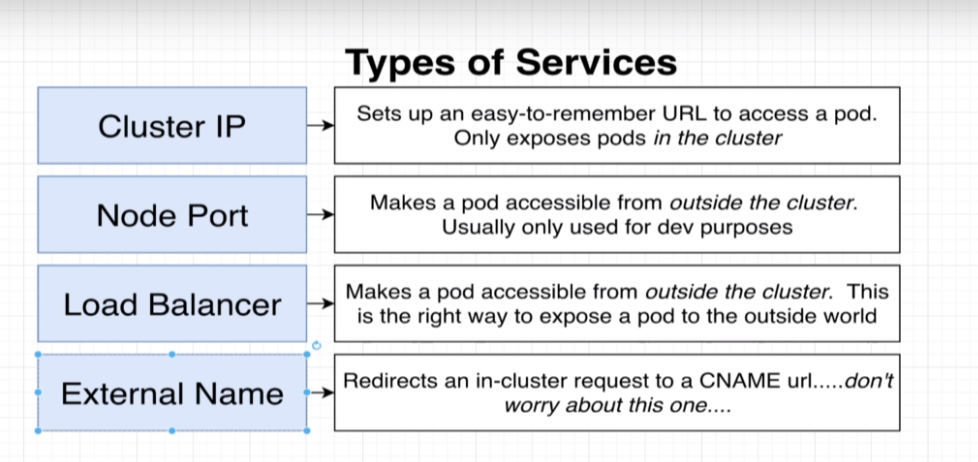 Types of Services
Cluster IP
Sets up an easy-to-remember URL to access a pod.
Only exposes pods in the cluster
Node Port
Makes a pod accessible from outside the cluster.
Usually only used for dev purposes
Load Balancer
Makes a pod accessible from outside the cluster. This
is the right way to expose a pod to the outside world
External Name
Redirects an in-cluster request to a CNAME url.....don't
worry about this one....